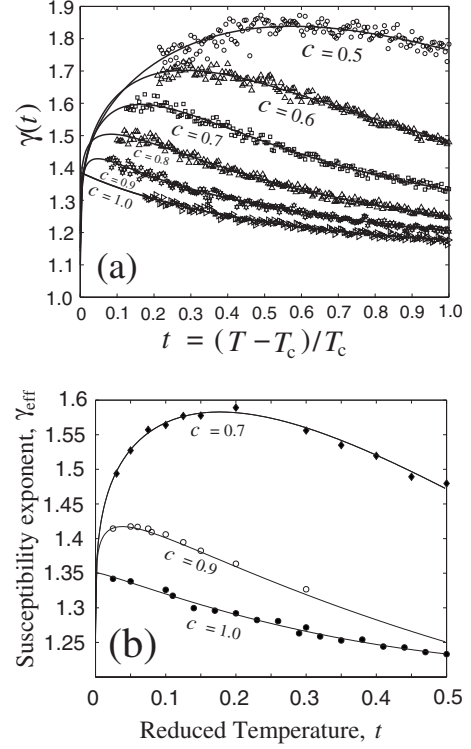 1.9
1.8
1.7
1.6
1.5
1.4
1.3
1.2
1.1
1.0
γ(t)
c = 0.5
c = 0.6
c = 0.7
c = 0.8
c = 0.9
c = 1.0
(a)
0 0.1 0.2 0.3 0.4 0.5 0.6 0.7 0.8 0.9 1.0
t = (T − Tc)/Tc
1.6
1.55
1.5
1.45
1.4
1.35
1.3
1.25
Susceptibility exponent, γeff
c = 0.7
c = 0.9
c = 1.0
(b)
0 0.1 0.2 0.3 0.4 0.5
Reduced Temperature, t